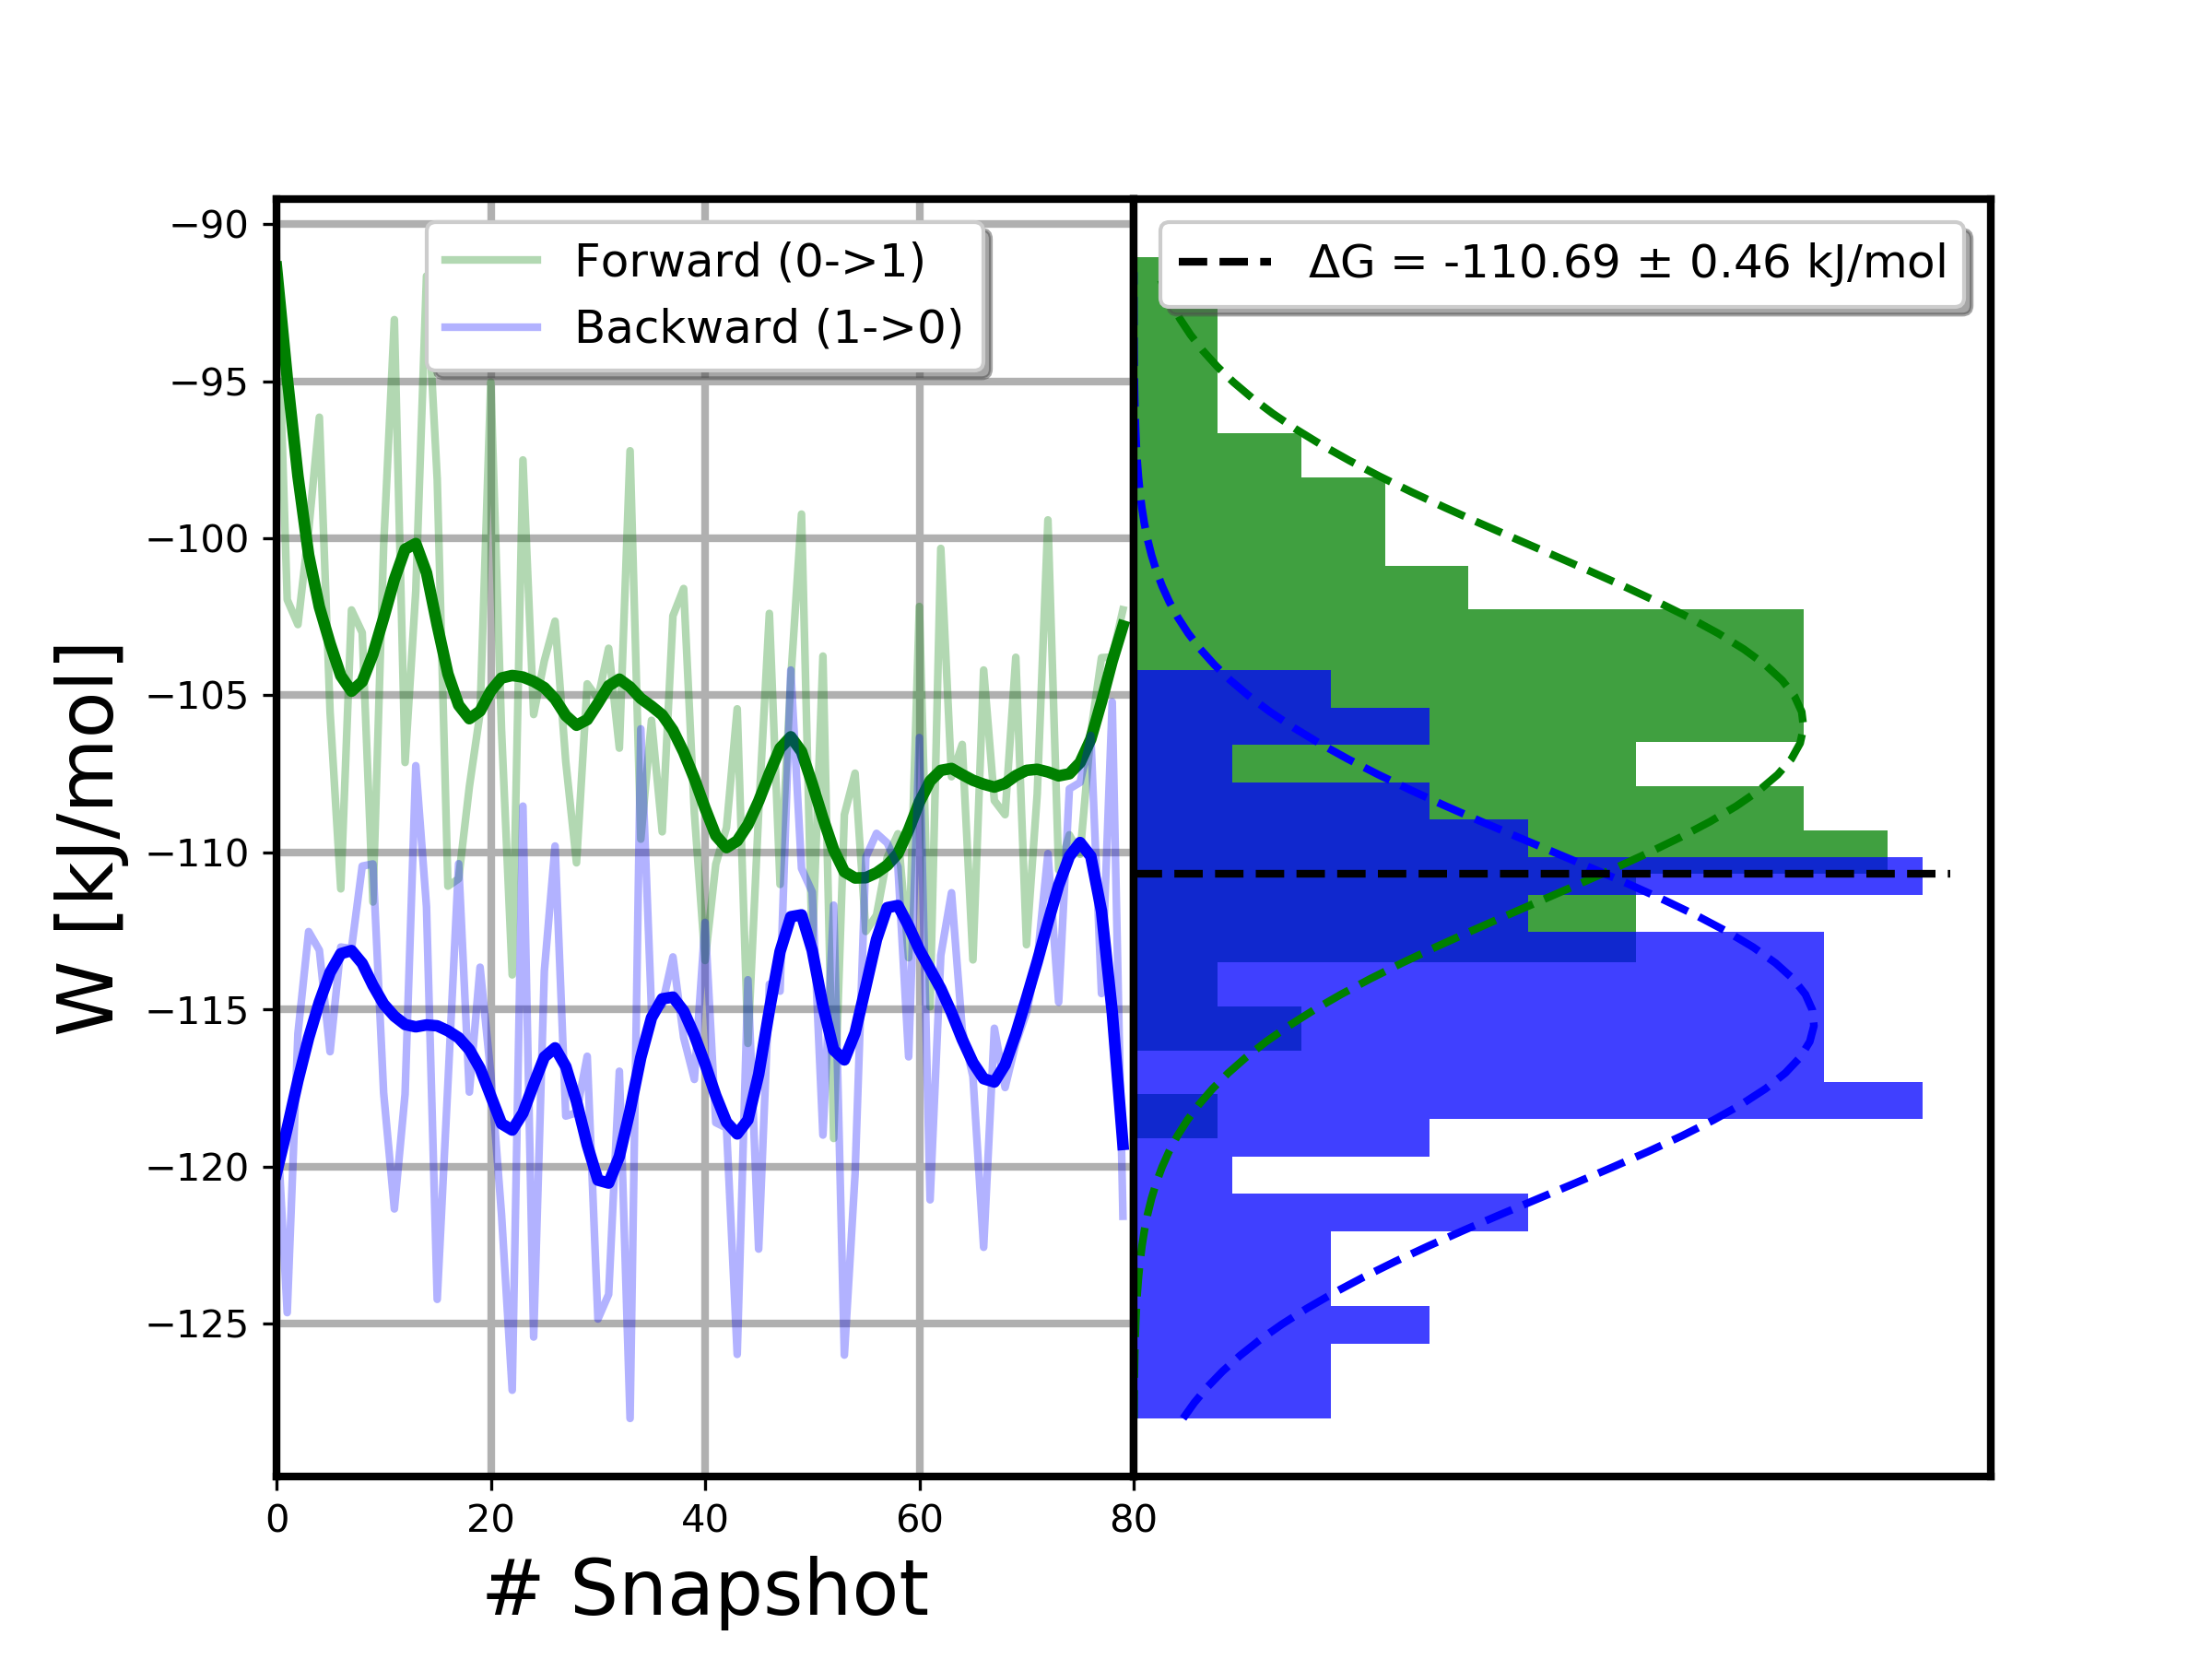 Forward (0->1)
Backward (1->0)
ΔG = -110.69 ± 0.46 kJ/mol
W [kJ/mol]
−90
−95
−100
−105
−110
−115
−120
−125
0 20 40 60 80
# Snapshot